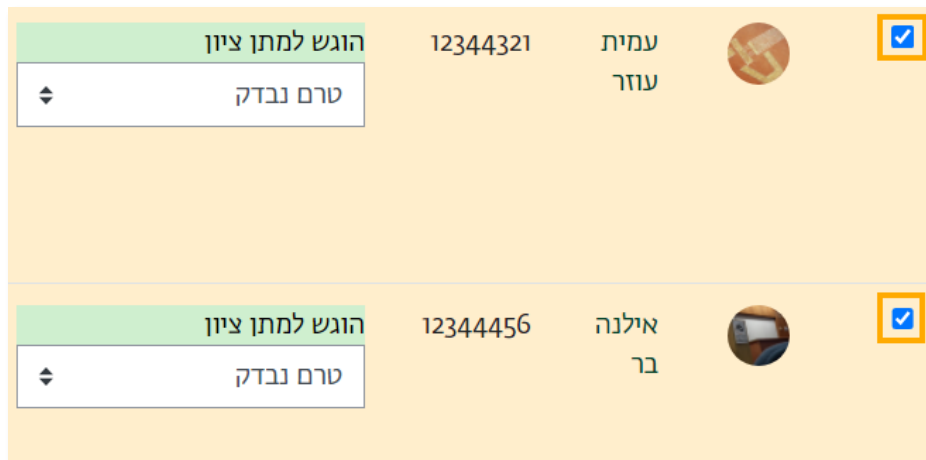 עמית
עוזר
12344321
הוגש למתן ציון
טרם נבדק
אילנה
בר
12344456
הוגש למתן ציון
טרם נבדק